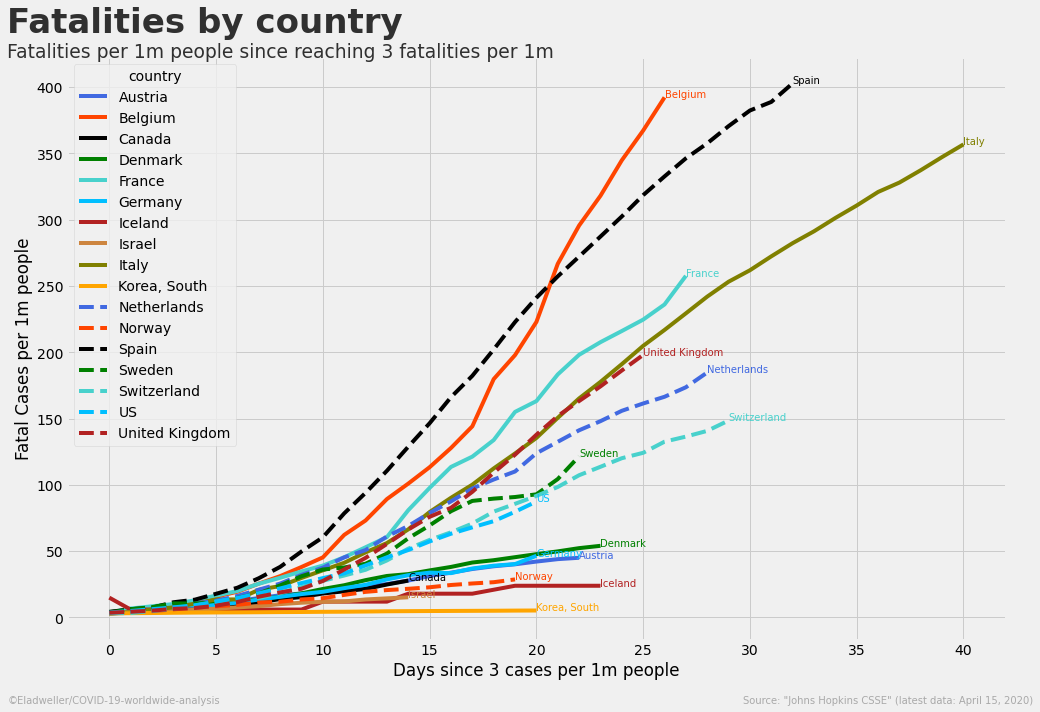 Fatalities by country
Fatalities per 1m people since reaching 3 fatalities per 1m
country
Austria
Belgium
Canada
Denmark
France
Germany
Iceland
Israel
Italy
Korea, South
Netherlands
Norway
Spain
Sweden
Switzerland
US
United Kingdom
Fatal Cases per 1m people
400
350
300
250
200
150
100
50
0
Spain
Belgium
Italy
France
United Kingdom
Netherlands
Switzerland
Sweden
US
Denmark
Germany
Austria
Canada
Norway
Iceland
Israel
Korea, South
0 5 10 15 20 25 30 35 40
Days since 3 cases per 1m people
©Eladweller/COVID-19-worldwide-analysis
Source: "Johns Hopkins CSSE" (latest data: April 15, 2020)